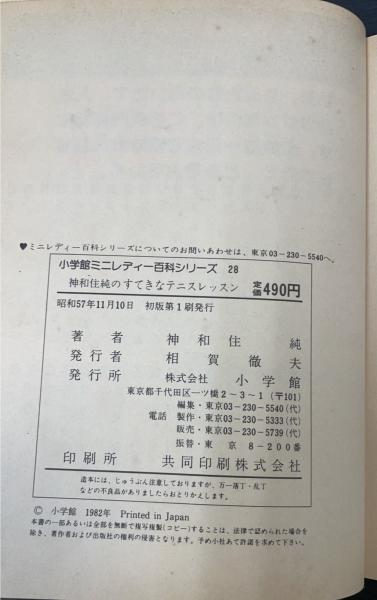 ♥ミニレディー百科シリーズについてのお問いあわせは、東京03-230-5540へ。
小学館ミニレディー百科シリーズ 28
神和住純のすてきなテニスレッスン 定価490円
昭和57年11月10日 初版第1刷発行
著者 神和住純
発行者 相賀徹夫
発行所 株式会社 小学館
東京都千代田区一ツ橋2-3-1(〒101)
編集・東京03-230-5540(代)
電話 製作・東京03-230-5333(代)
販売・東京03-230-5739(代)
振替・東京 8-200番
印刷所 共同印刷株式会社
造本には、じゅうぶん注意しておりますが、万一落丁・乱丁
などの不良品がありましたらおとりかえします。
© 小学館 1982年 Printed in Japan
本書の一部あるいは全部を無断で複写複製(コピー)することは、法律で認められた場合を
除き、著作者および出版社の権利の侵害となります。予め小社あて許諾を求めて下さい。